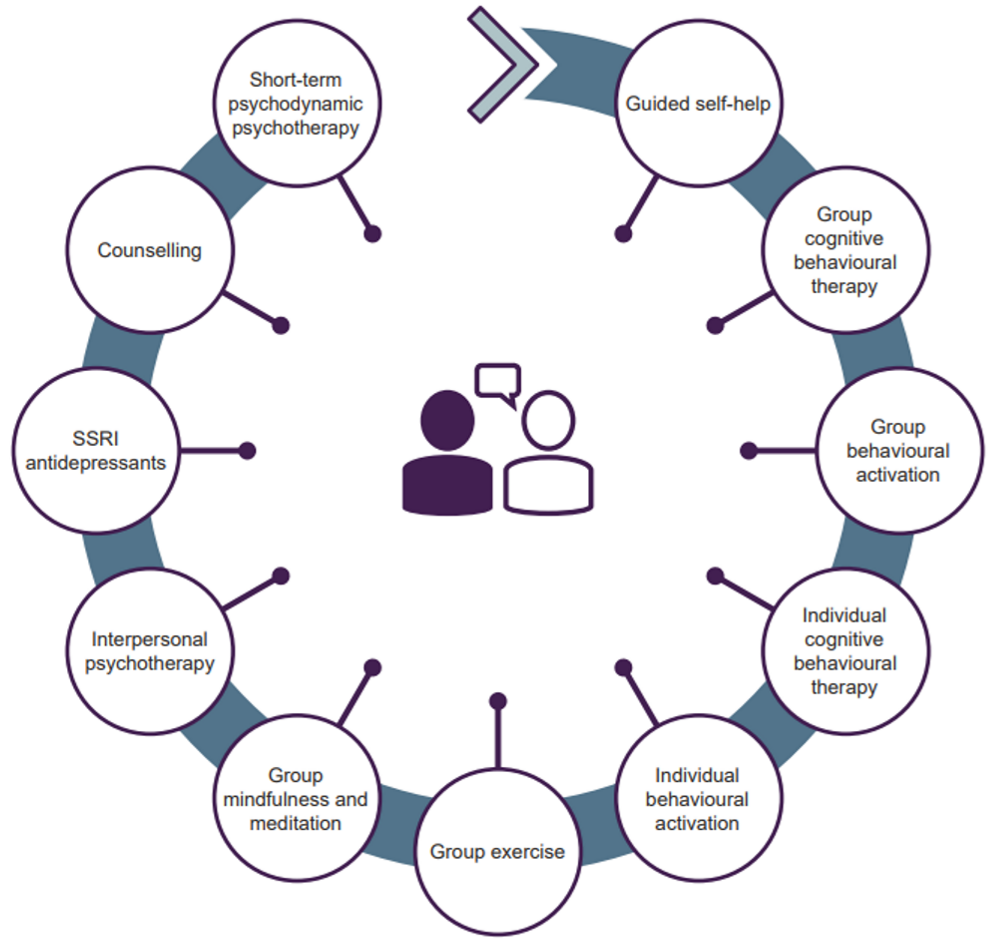 Guided self-help
Group
cognitive
behavioural
therapy
Group
behavioural
activation
Individual
cognitive
behavioural
therapy
Individual
behavioural
activation
Group exercise
Group
mindfulness and
meditation
Interpersonal
psychotherapy
SSRI
antidepressants
Counselling
Short-term
psychodynamic
psychotherapy